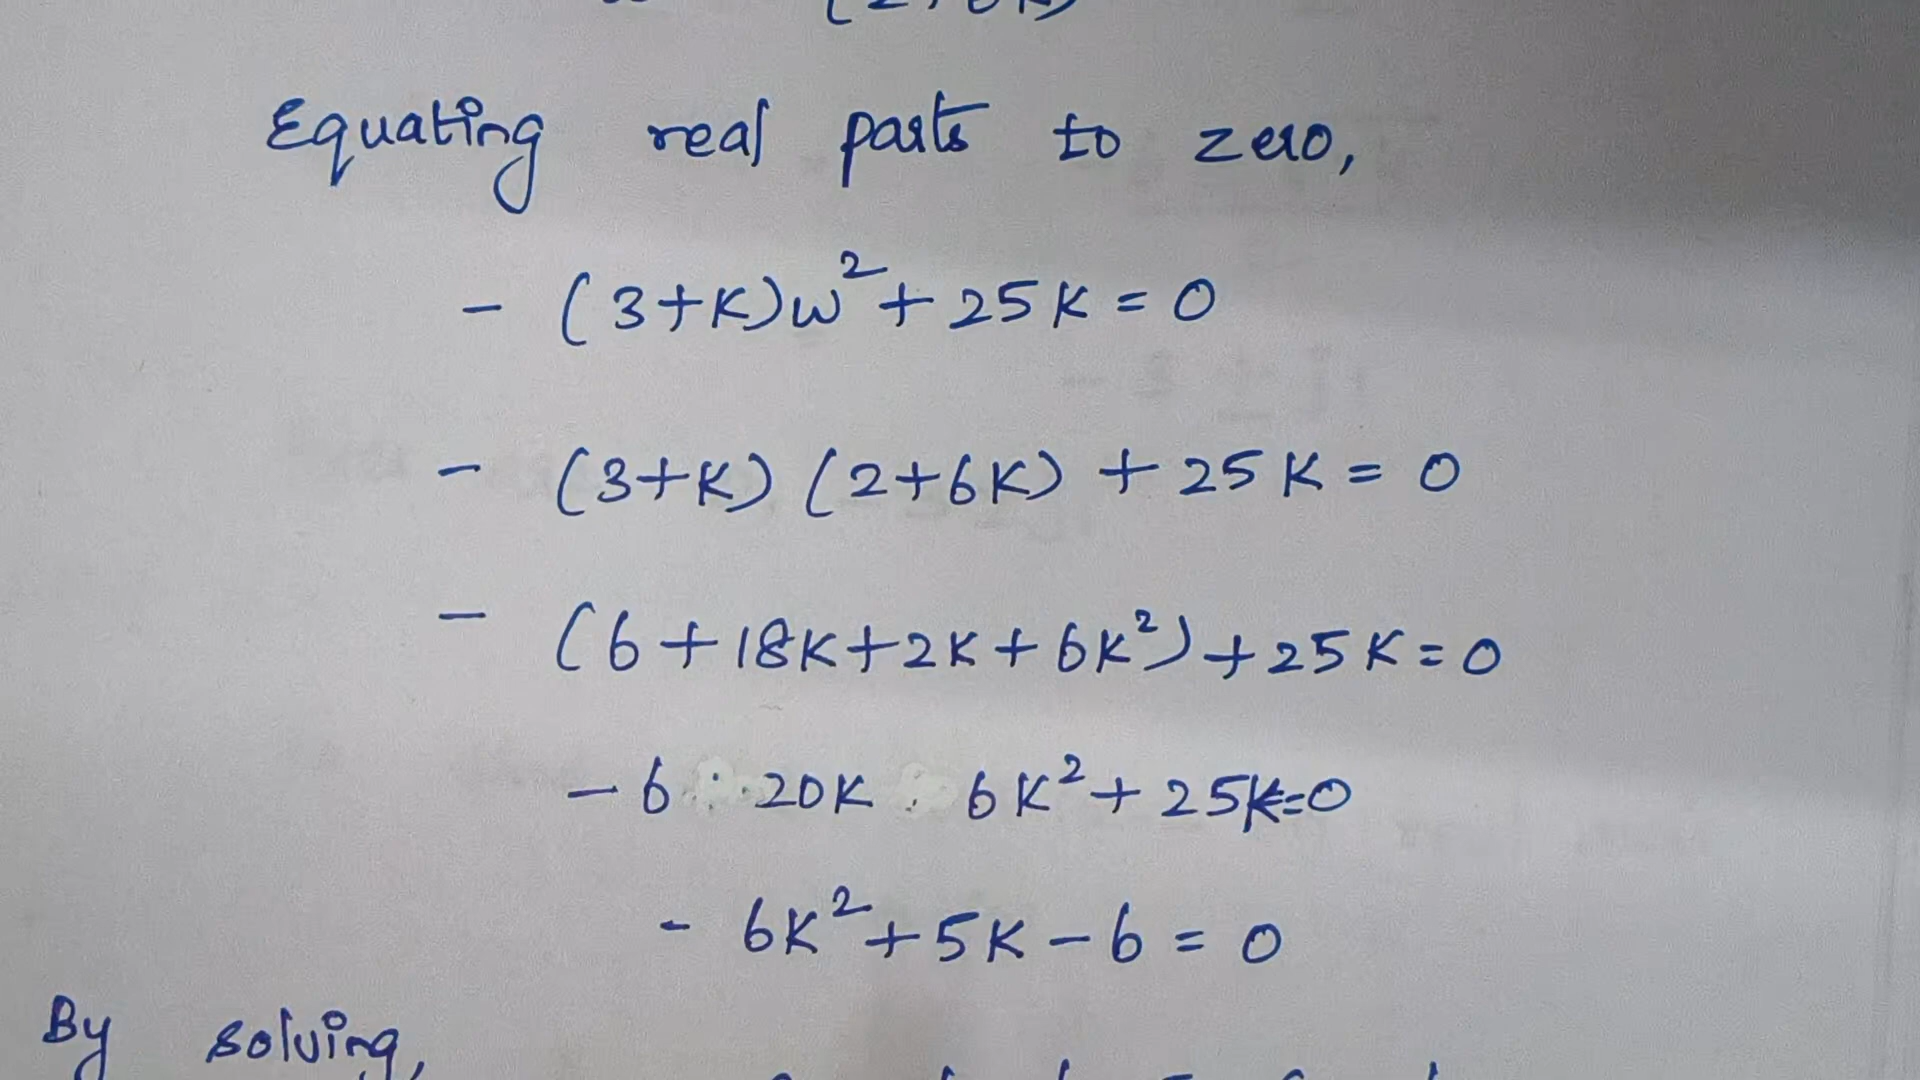 Equating real parts to zero,
- (3+K)ω² + 25K = 0
- (3+K) (2+6K) + 25K = 0
- (6+18K+2K+6K²)+25K=0
- 6 20K 6K²+25K=0
- 6K²+5K-6 = 0
By solving,